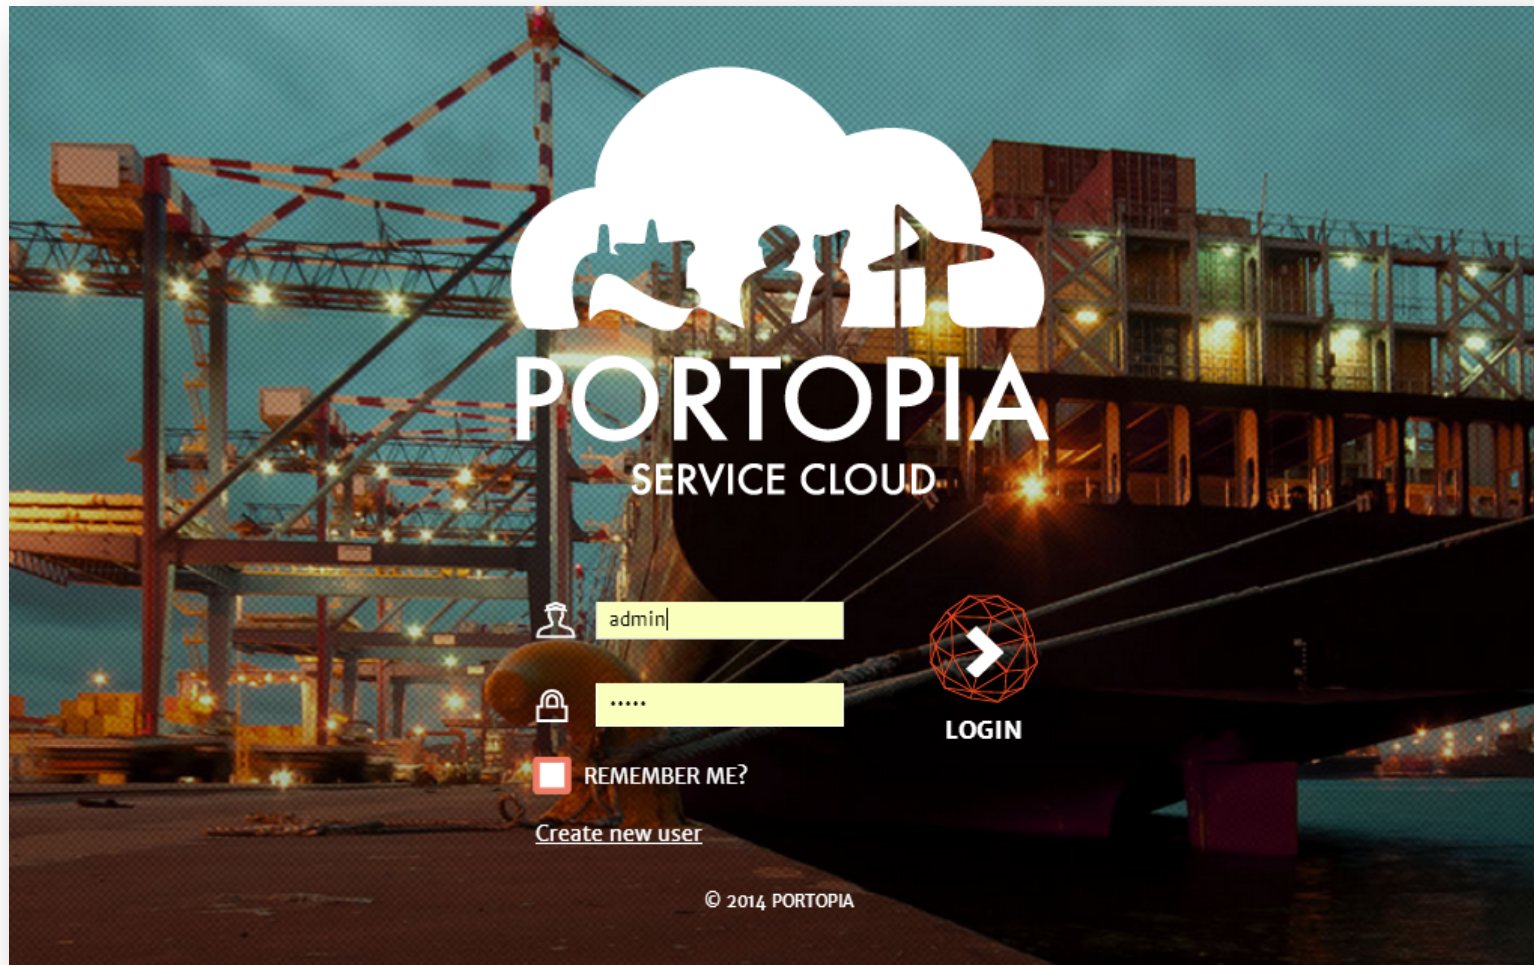 PORTOPIA
SERVICE CLOUD
admin
•••••
LOGIN
REMEMBER ME?
Create new user
© 2014 PORTOPIA